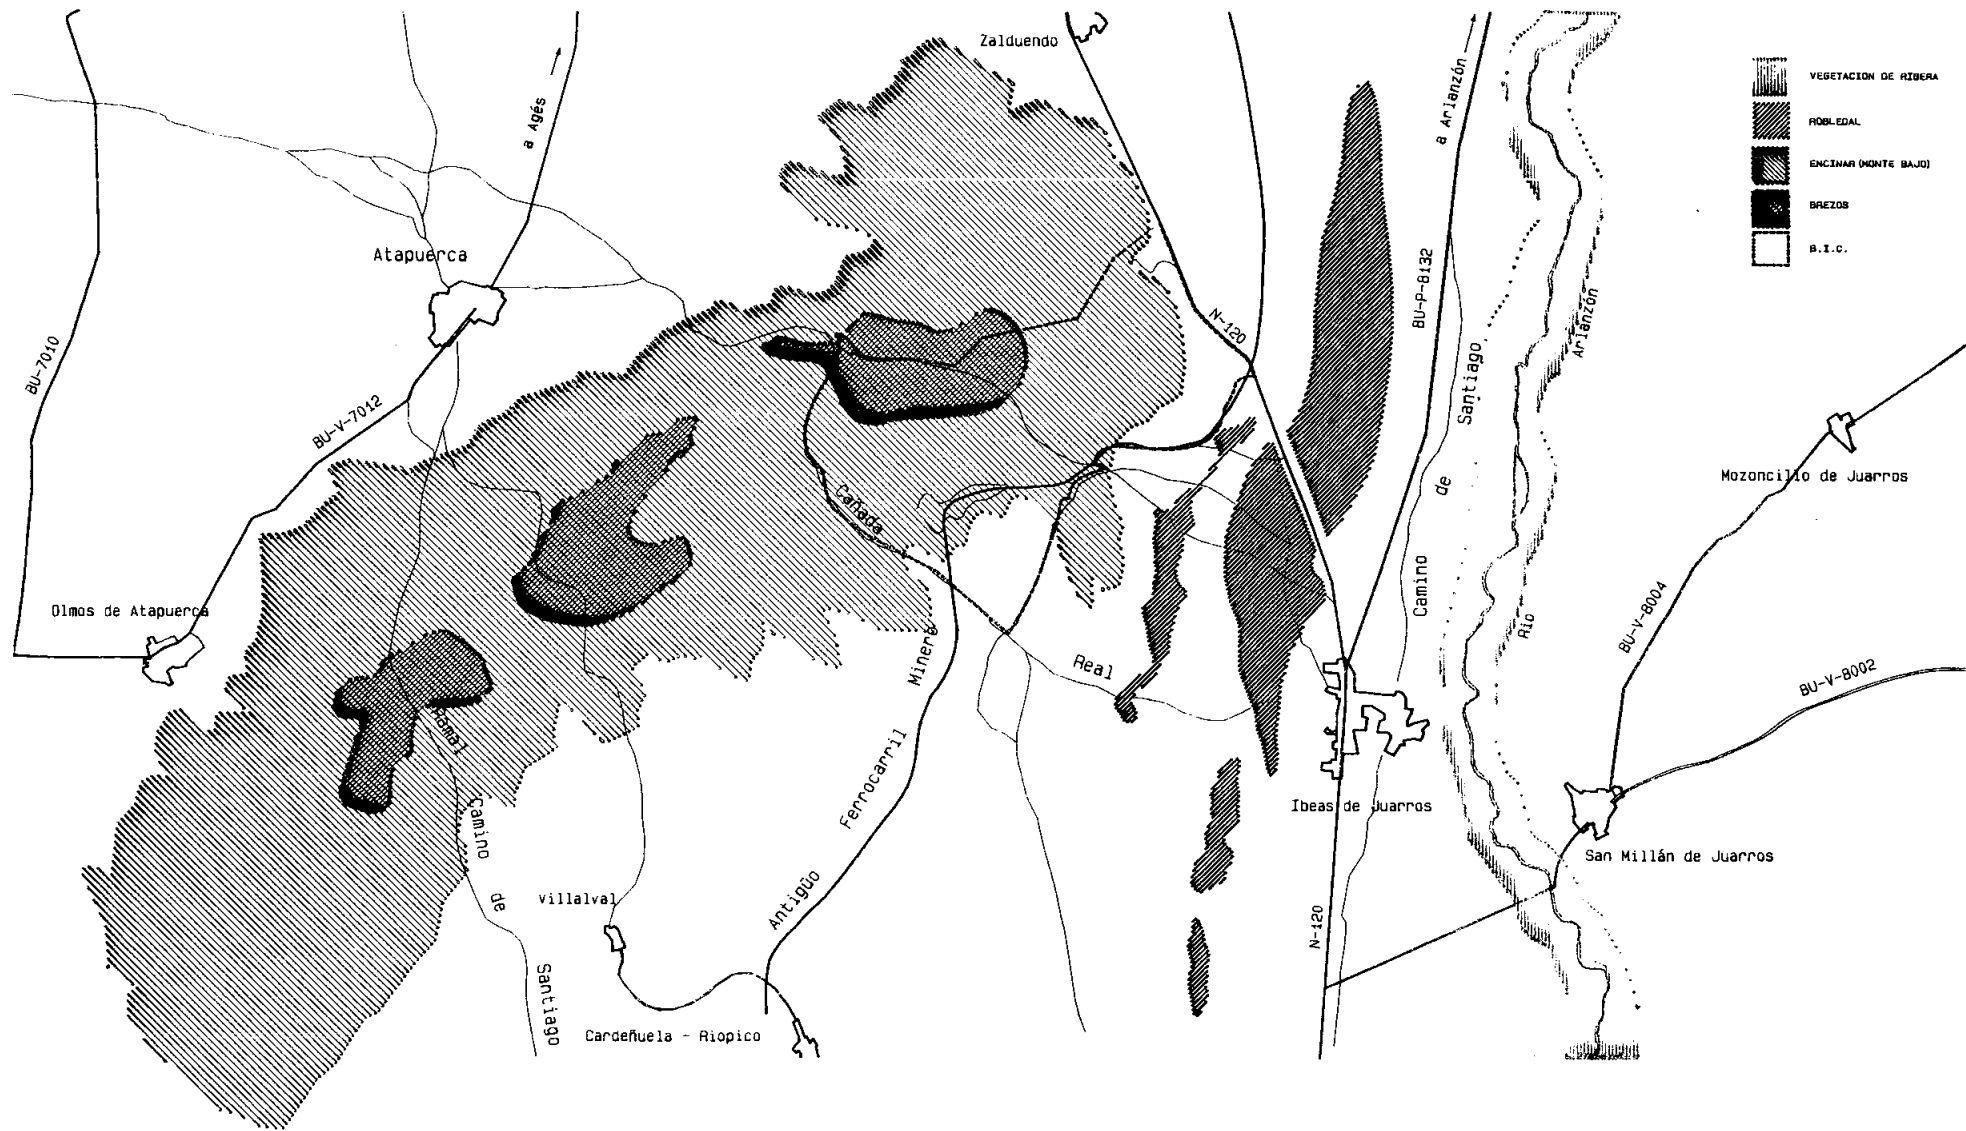 Zalduendo
a Agés
a Arlanzón
VEGETACION DE RIBERA
ROBLEDAL
ENCINAR (MONTE BAJO)
BREZOS
B.I.C.
Atapuerca
BU-7010
BU-V-7012
N-120
BU-P-8132
Camino de Santiago
Río Arlanzón
Mozoncillo de Juarros
Cañada Real
Olmos de Atapuerca
BU-V-8004
BU-V-8002
Ramal Camino de Santiago
Antigüo Ferrocarril Minero
Ibeas de Juarros
San Millán de Juarros
Villalval
N-120
Cardeñuela - Riopico